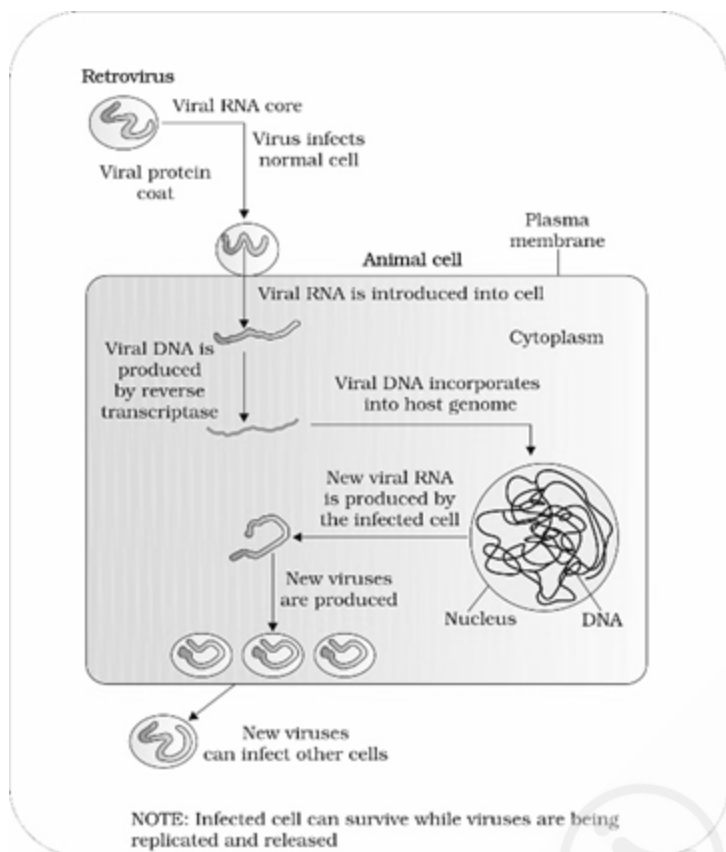 Retrovirus
Viral RNA core
Virus infects
normal cell
Viral protein
coat
Plasma
membrane
Animal cell
Viral RNA is introduced into cell
Cytoplasm
Viral DNA is
produced
by reverse
transcriptase
Viral DNA incorporates
into host genome
New viral RNA
is produced by
the infected cell
New viruses
are produced
Nucleus
DNA
New viruses
can infect other cells
NOTE: Infected cell can survive while viruses are being
replicated and released